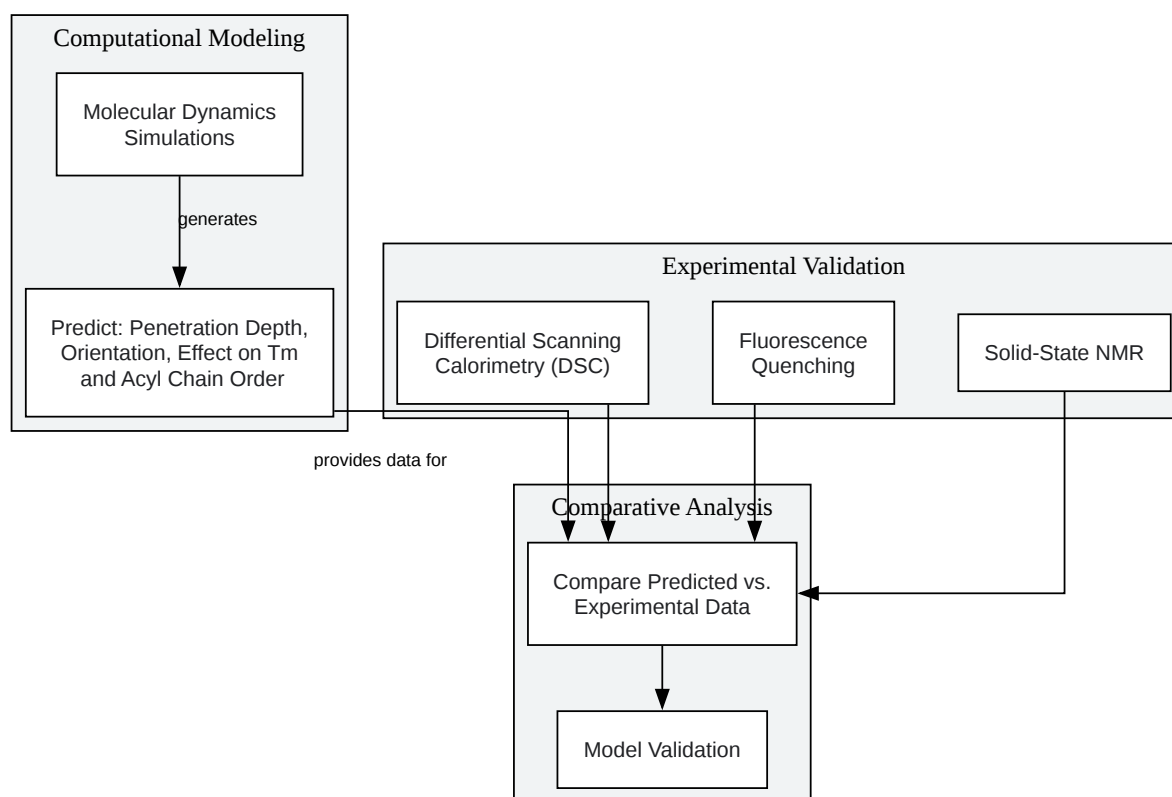 Computational Modeling
Molecular Dynamics
Simulations
generates
Predict: Penetration Depth,
Orientation, Effect on Tm
and Acyl Chain Order
Experimental Validation
Differential Scanning
Calorimetry (DSC)
Fluorescence
Quenching
Solid-State NMR
provides data for
Comparative Analysis
Compare Predicted vs.
Experimental Data
Model Validation